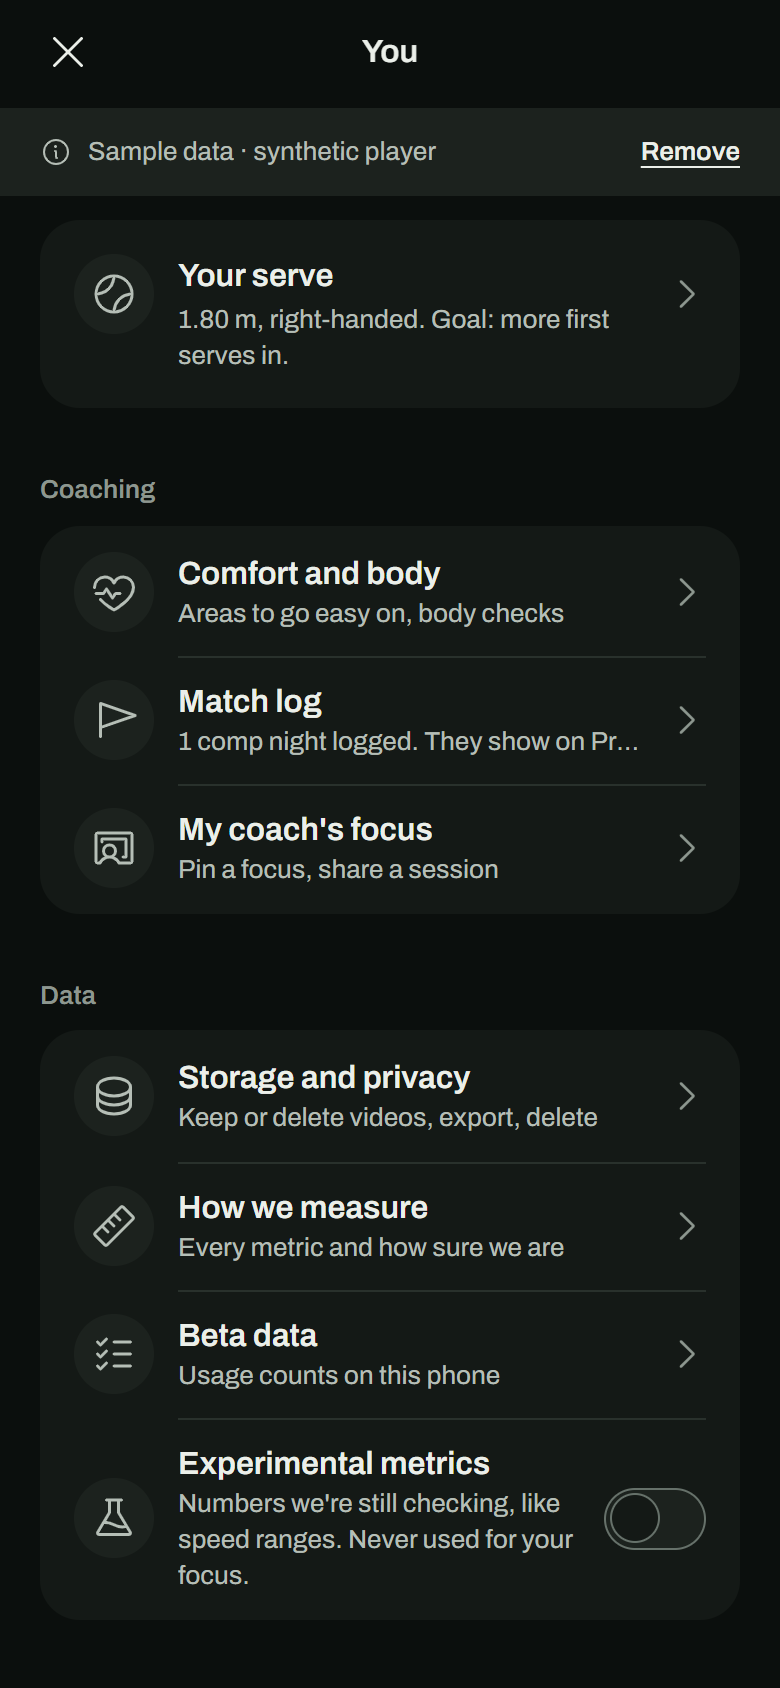 You
Sample data · synthetic player
Remove
Your serve
1.80 m, right-handed. Goal: more first
serves in.
Coaching
Comfort and body
Areas to go easy on, body checks
Match log
1 comp night logged. They show on Pr...
My coach's focus
Pin a focus, share a session
Data
Storage and privacy
Keep or delete videos, export, delete
How we measure
Every metric and how sure we are
Beta data
Usage counts on this phone
Experimental metrics
Numbers we're still checking, like
speed ranges. Never used for your
focus.